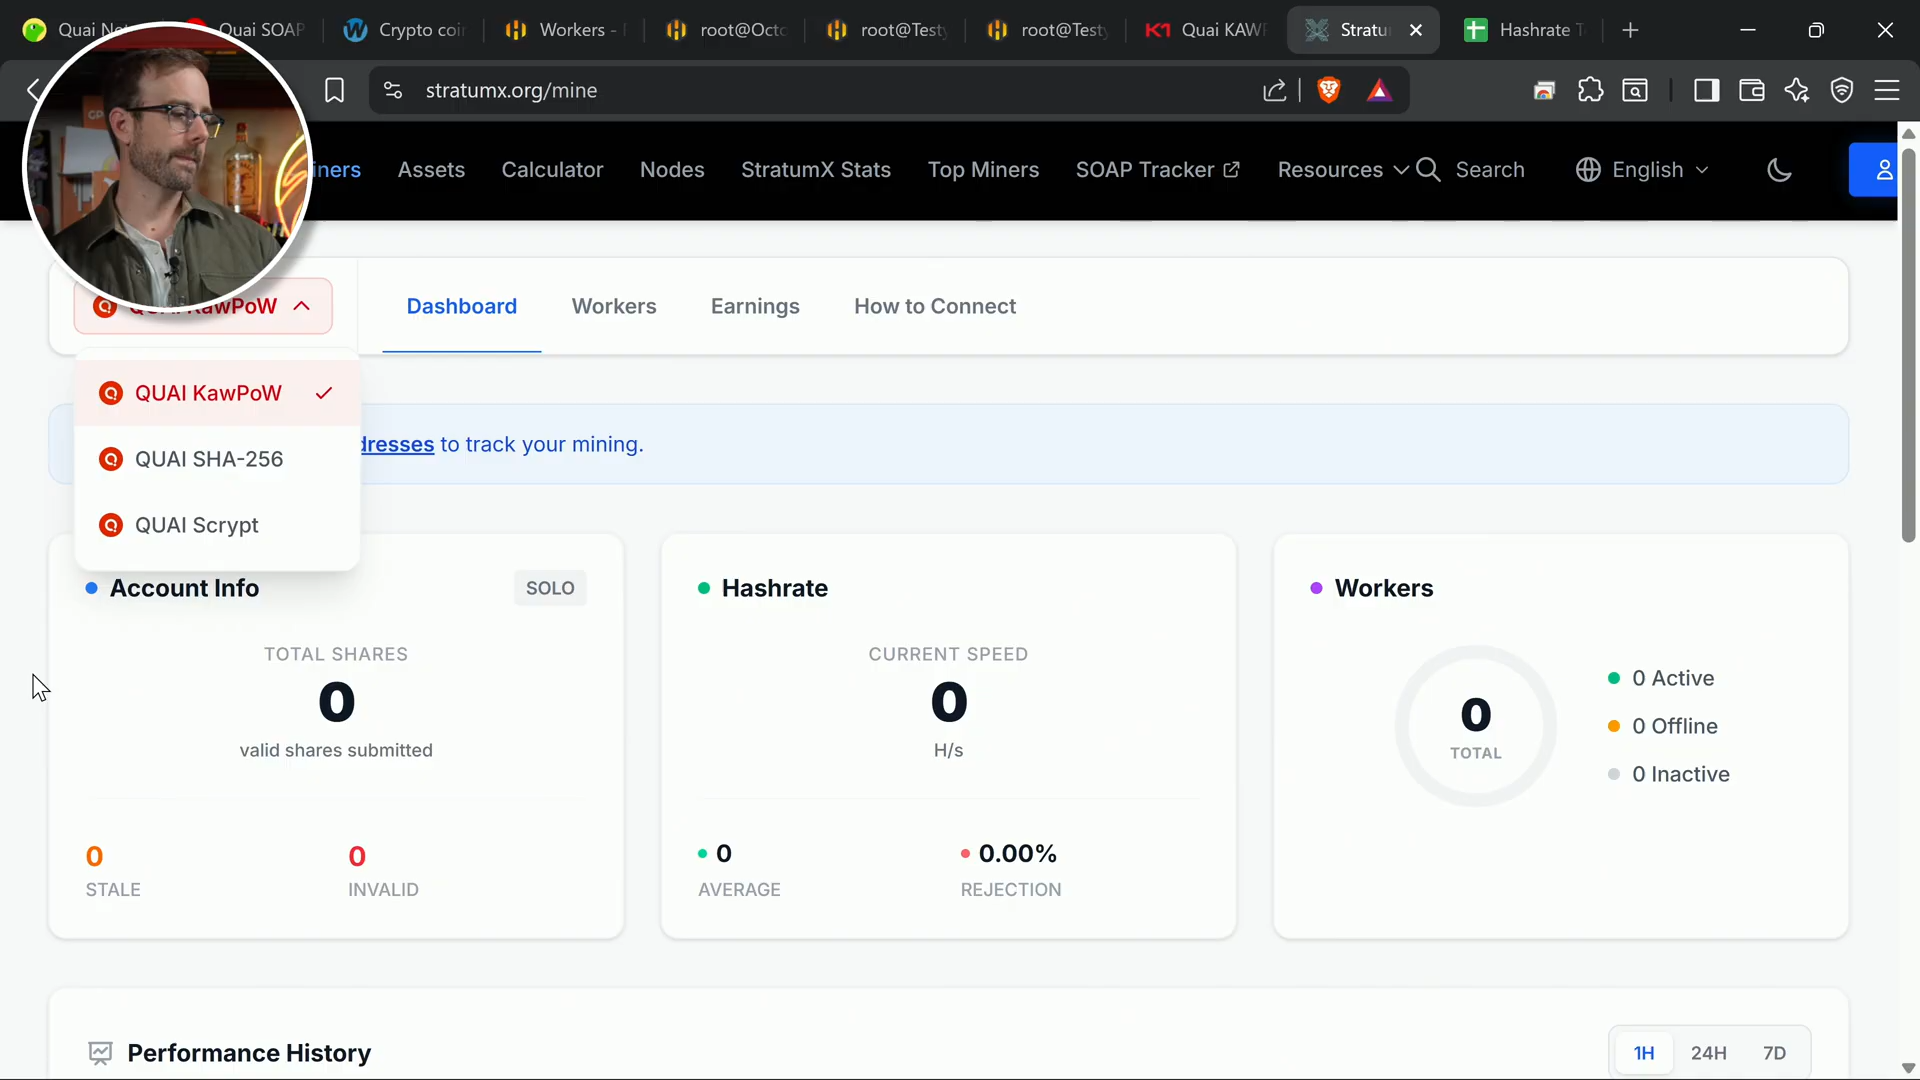 Quai SOAP
Crypto coi
Workers -
root@Octo
root@Testy
root@Testy
K1 Quai KAW
Stratu
Hashrate T
stratumx.org/mine
Assets
Calculator
Nodes
StratumX Stats
Top Miners
SOAP Tracker
Resources
Search
English
QUAI KawPoW
Dashboard
Workers
Earnings
How to Connect
QUAI KawPoW
QUAI SHA-256
QUAI Scrypt
dresses to track your mining.
Account Info
SOLO
TOTAL SHARES
0
valid shares submitted
0
STALE
0
INVALID
Hashrate
CURRENT SPEED
0
H/s
0
AVERAGE
0.00%
REJECTION
Workers
0
TOTAL
0 Active
0 Offline
0 Inactive
Performance History
1H
24H
7D